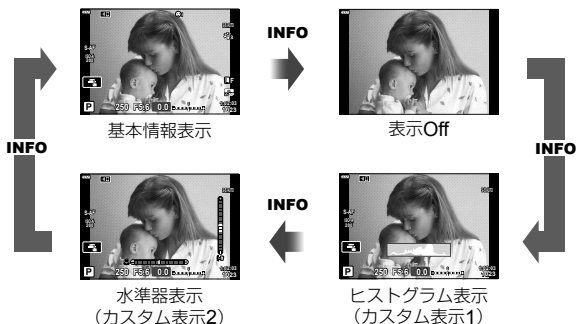 INFO
基本情報表示
表示Off
INFO
INFO
P 250 F5.6 0.0
INFO
水準器表示
(カスタム表示2)
P 250 F5.6 0.0
ヒストグラム表示
(カスタム表示1)
P 250 F5.6 0.0